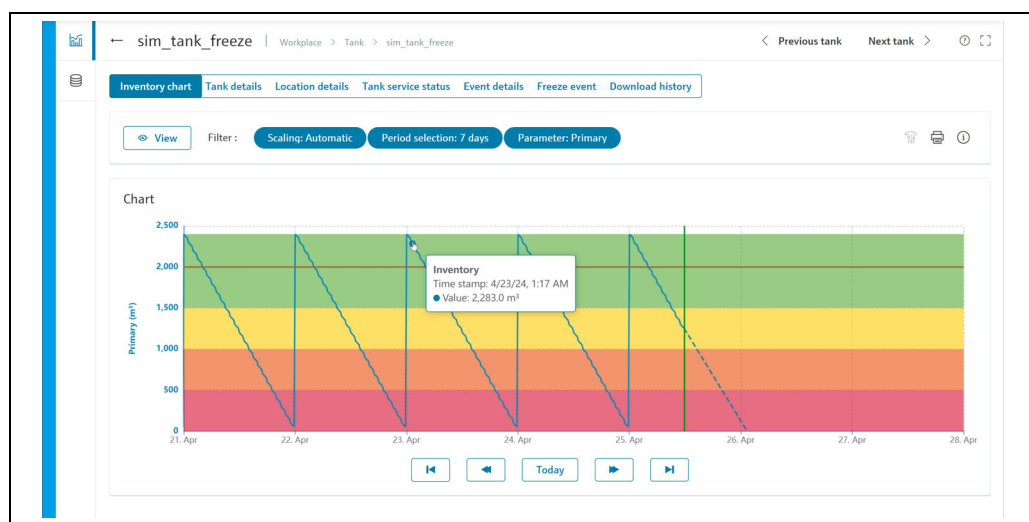 ← sim_tank_freeze | Workplace > Tank > sim_tank_freeze < Previous tank Next tank >
Inventory chart Tank details Location details Tank service status Event details Freeze event Download history
View Filter : Scaling: Automatic Period selection: 7 days Parameter: Primary
Chart
Primary (m³)
2,500
2,000
1,500
1,000
500
0
Inventory
Time stamp: 4/23/24, 1:17 AM
Value: 2,283.0 m³
21. Apr 22. Apr 23. Apr 24. Apr 25. Apr 26. Apr 27. Apr 28. Apr
Today